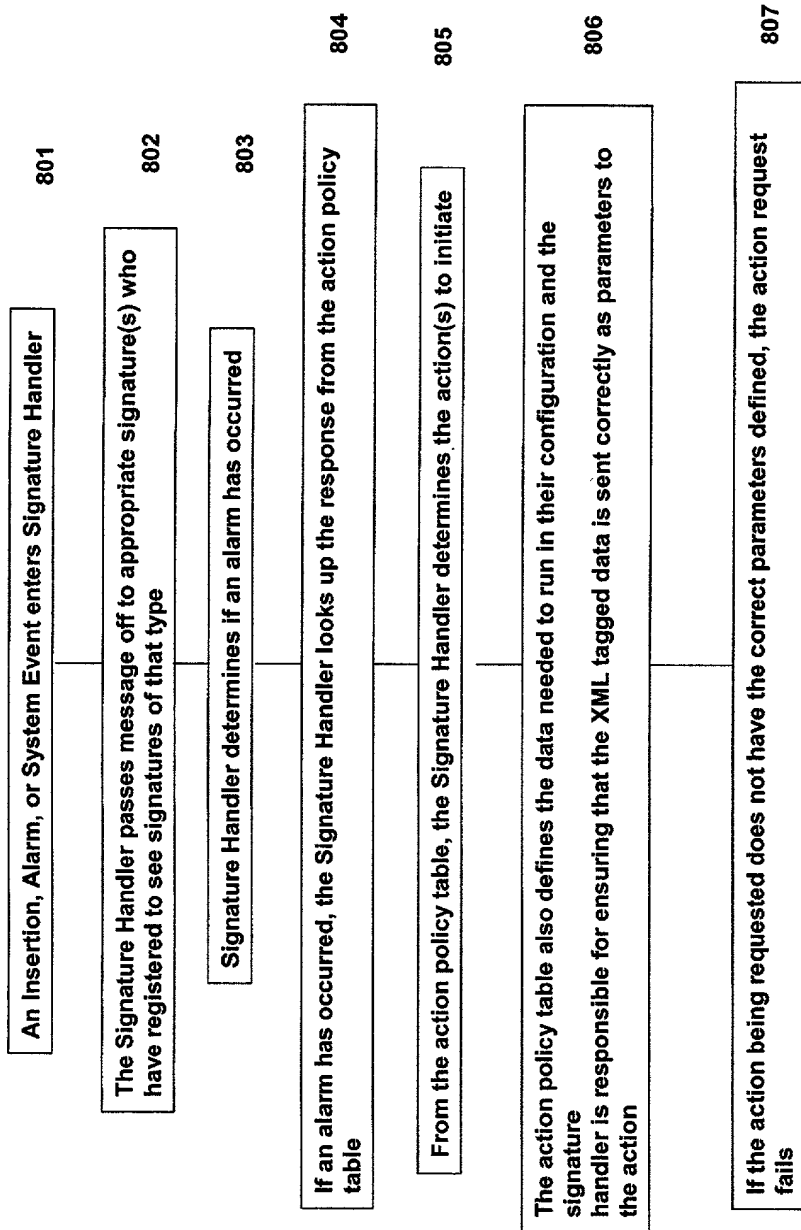 801
An Insertion, Alarm, or System Event enters Signature Handler
802
The Signature Handler passes message off to appropriate signature(s) who
have registered to see signatures of that type
803
Signature Handler determines if an alarm has occurred
804
If an alarm has occurred, the Signature Handler looks up the response from the action policy
table
805
From the action policy table, the Signature Handler determines the action(s) to initiate
806
The action policy table also defines the data needed to run in their configuration and the
signature
handler is responsible for ensuring that the XML tagged data is sent correctly as parameters to
the action
807
If the action being requested does not have the correct parameters defined, the action request
fails